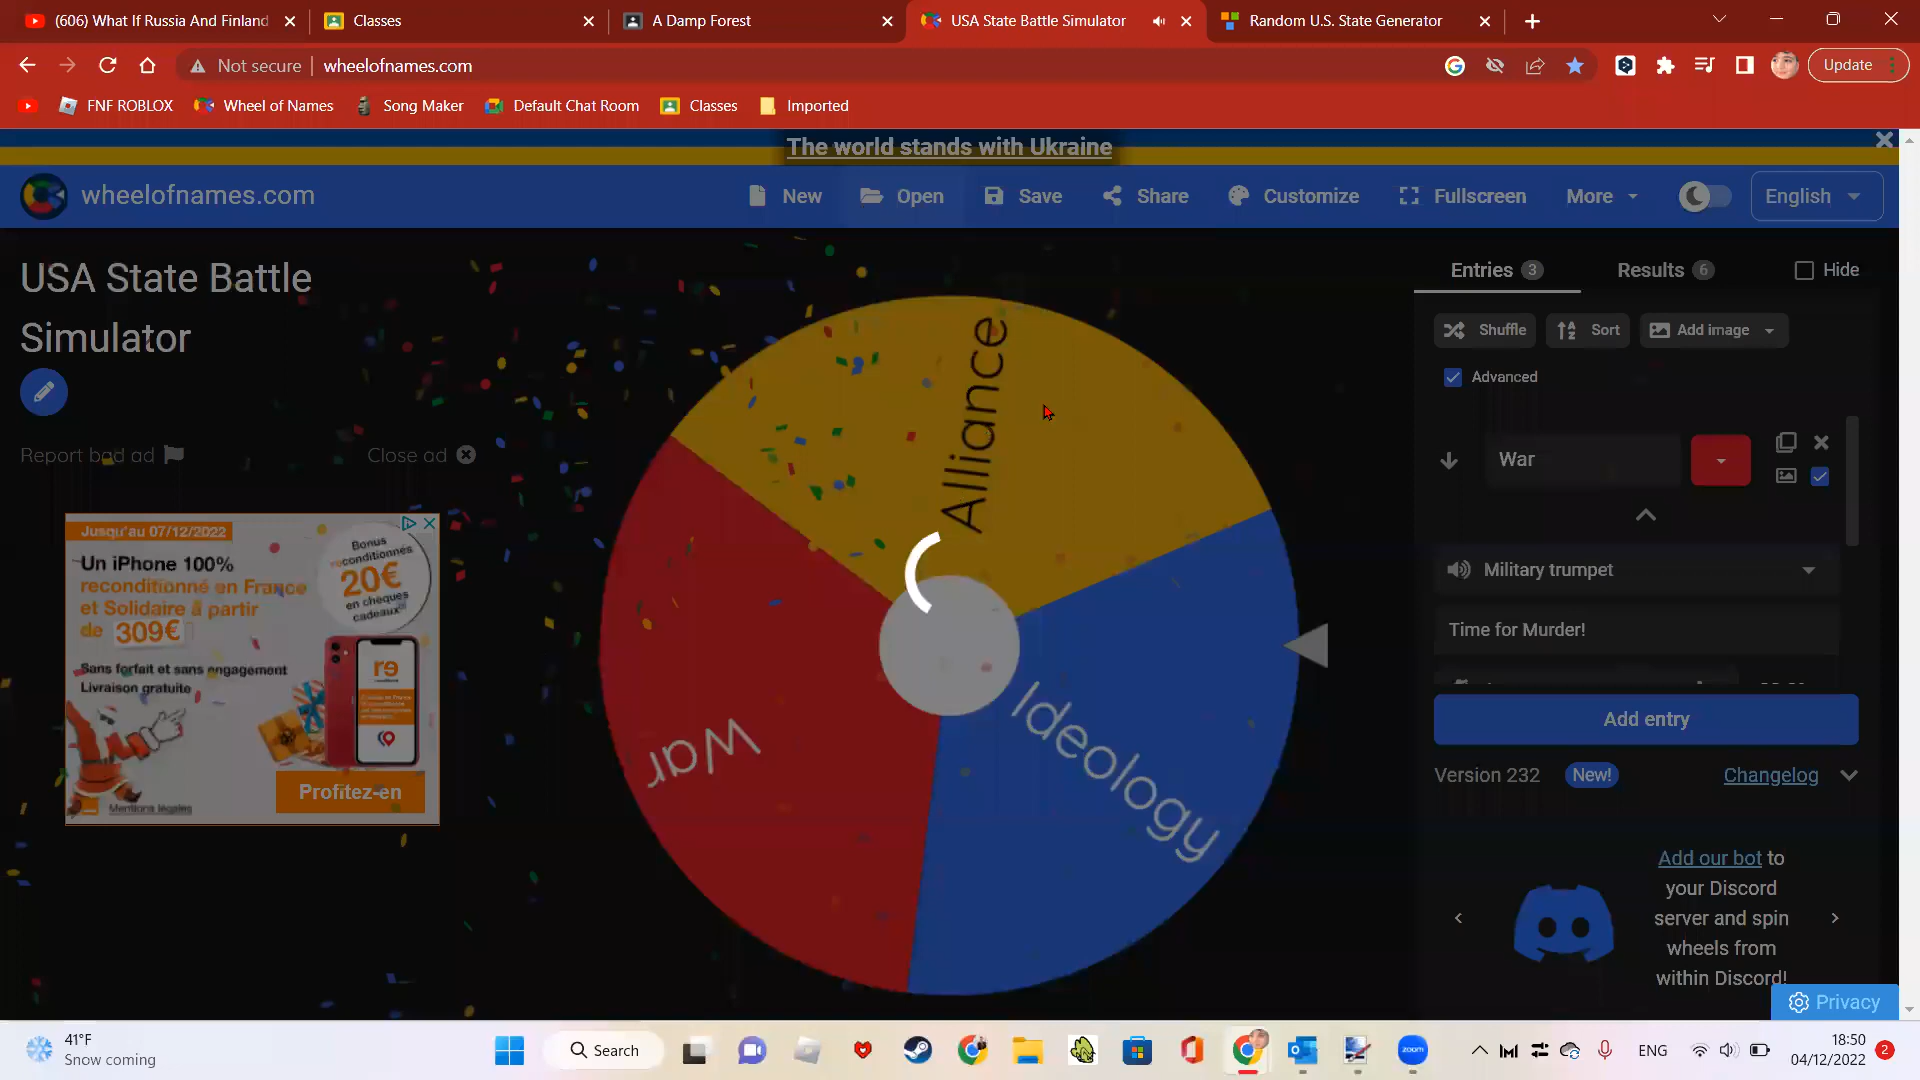 (606) What If Russia And Finland
Classes
A Damp Forest
USA State Battle Simulator
Random U.S. State Generator
Not secure
wheelofnames.com
Update
FNF ROBLOX
Wheel of Names
Song Maker
Default Chat Room
Classes
Imported
The world stands with Ukraine
wheelofnames.com
New
Open
Save
Share
Customize
Fullscreen
More
English
USA State Battle
Simulator
Report bad ad
Close ad
Jusqu'au 07/12/2022
Un iPhone 100%
reconditionné en France
et Solidaire à partir
de 309€
Bonus
reconditionnés
20€
en chèques
cadeaux
Sans forfait et sans engagement
Livraison gratuite
re
Profitez-en
Mentions légales
Alliance
Ideology
War
Entries 3
Results 6
Hide
Shuffle
Sort
Add image
Advanced
War
Military trumpet
Time for Murder!
Add entry
Version 232
New!
Changelog
Add our bot to
your Discord
server and spin
wheels from
within Discord!
Privacy
41°F
Snow coming
Search
zoom
ENG
18:50
04/12/2022
2